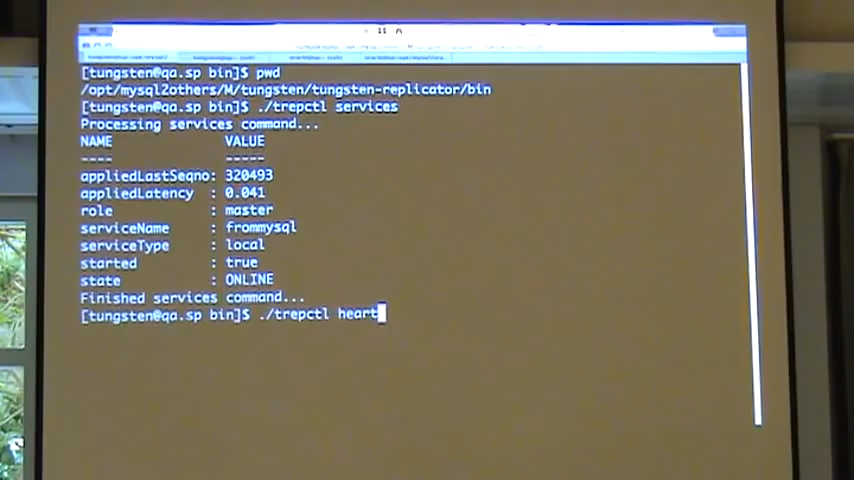 [tungsten@qa.sp bin]$ pwd
/opt/mysql2others/M/tungsten/tungsten-replicator/bin
[tungsten@qa.sp bin]$ ./trepctl services
Processing services command...
NAME VALUE
---- -----
appliedLastSeqno: 320493
appliedLatency : 0.041
role : master
serviceName : frommysql
serviceType : local
started : true
state : ONLINE
Finished services command...
[tungsten@qa.sp bin]$ ./trepctl heart